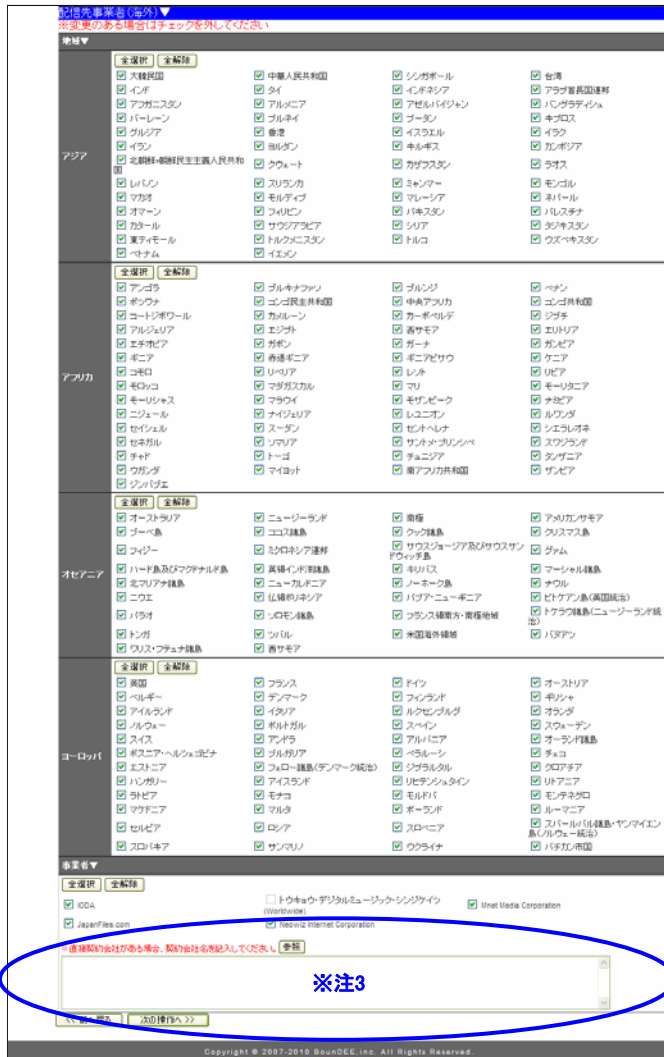 配信先事業者(海外)▼
※変更のある場合はチェックを外してください
地域▼
アジア
全選択 全解除
大韓民国 中華人民共和国 シンガポール 台湾
インド タイ インドネシア アラブ首長国連邦
アフガニスタン アルメニア アゼルバイジャン バングラディシュ
バーレーン ブルネイ ブータン キプロス
グルジア 香港 イスラエル イラク
イラン ヨルダン キルギス カンボジア
北朝鮮=朝鮮民主主義人民共和国 クウェート カザフスタン ラオス
レバノン スリランカ ミャンマー モンゴル
マカオ モルディブ マレーシア ネパール
オマーン フィリピン パキスタン パレスチナ
カタール サウジアラビア シリア タジキスタン
東ティモール トルクメニスタン トルコ ウズベキスタン
ベトナム イエメン
アフリカ
全選択 全解除
アンゴラ ブルキナファソ ブルンジ ベナン
ボツワナ コンゴ民主共和国 中央アフリカ コンゴ共和国
コートジボワール カメルーン カーボベルデ ジブチ
アルジェリア エジプト 西サモア エリトリア
エチオピア ガボン ガーナ ガンビア
ギニア 赤道ギニア ギニアビサウ ケニア
コモロ リベリア レソト リビア
モロッコ マダガスカル マリ モーリタニア
モーリシャス マラウイ モザンビーク ナミビア
ニジェール ナイジェリア レユニオン ルワンダ
セイシェル スーダン セントヘレナ シエラレオネ
セネガル ソマリア サントメ・プリンシペ スワジランド
チャド トーゴ チュニジア タンザニア
ウガンダ マイヨット 南アフリカ共和国 ザンビア
ジンバブエ
オセアニア
全選択 全解除
オーストラリア ニュージーランド 南極 アメリカンサモア
ブーベ島 ココス諸島 クック諸島 クリスマス島
フィジー ミクロネシア連邦 サウスジョージア及びサウスサンドウィッチ島 グァム
ハード島及びマクドナルド島 英領インド洋諸島 キリバス マーシャル諸島
北マリアナ諸島 ニューカレドニア ノーホーク島 ナウル
ニウエ 仏領ポリネシア パプア・ニューギニア ピトケアン島(英国統治)
パラオ ソロモン諸島 フランス領南方・南極地域 トケラウ諸島(ニュージーランド統治)
トンガ ツバル 米国海外領域 バヌアツ
ワリス・フテュナ諸島 西サモア
ヨーロッパ
全選択 全解除
英国 フランス ドイツ オーストリア
ベルギー デンマーク フィンランド ギリシャ
アイルランド イタリア ルクセンブルグ オランダ
ノルウェー ポルトガル スペイン スウェーデン
スイス アンドラ アルバニア オーランド諸島
ボスニア・ヘルツェゴビナ ブルガリア ベラルーシ チェコ
エストニア フェロー諸島(デンマーク統治) ジブラルタル クロアチア
ハンガリー アイスランド リヒテンシュタイン リトアニア
ラトビア モナコ モルドバ モンテネグロ
マケドニア マルタ ポーランド ルーマニア
セルビア ロシア スロベニア スバールバル諸島・ヤンマイエン島(ノルウェー統治)
スロバキア サンマリノ ウクライナ バチカン市国
事業者▼
全選択 全解除
IODA トウキョウ・デジタルミュージック・シンジケイツ(Worldwide) Mnet Media Corporation
JapanFiles.com Neowiz Internet Corporation
※直接契約会社がある場合、契約会社名を記入してください。 参照
※注3
<< 前へ戻る 次の操作へ >>
Copyright © 2007-2010 BounDEE,inc. All Rights Reserved.